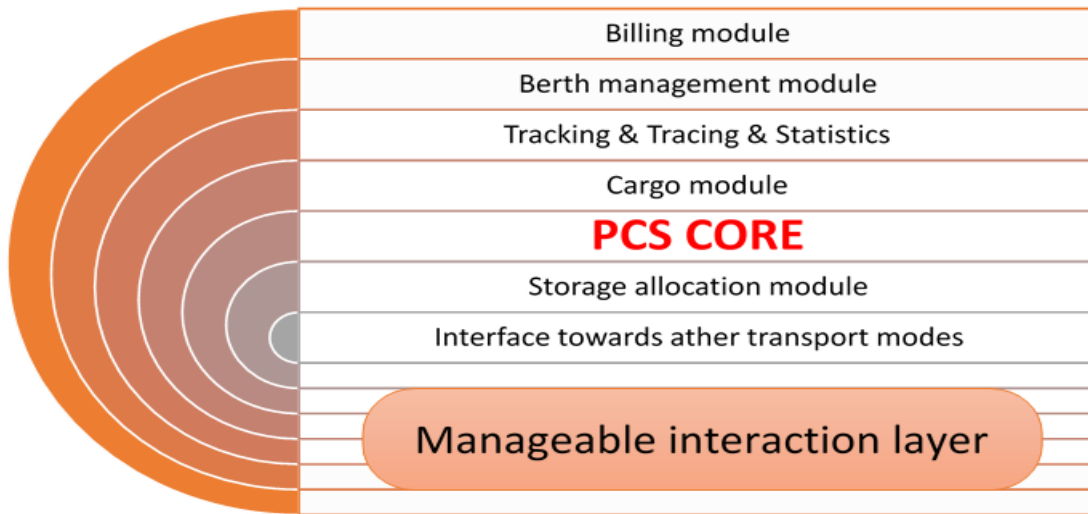 Billing module
Berth management module
Tracking & Tracing & Statistics
Cargo module
PCS CORE
Storage allocation module
Interface towards ather transport modes
Manageable interaction layer